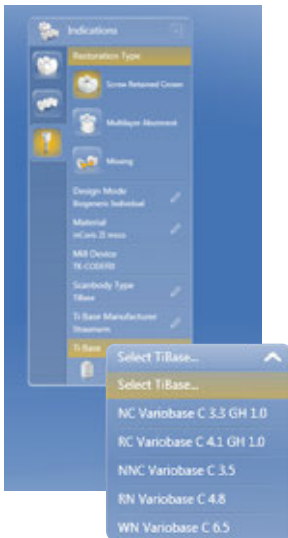 Indications
Restoration Type
Screw Retained Crown
Multilayer Abutment
Missing
Design Mode
Biogeneric Individual
Material
inCoris ZI meso
Mill Device
Scanbody Type
TiBase
Ti Base Manufacturer
Straumann
Ti-Base
Select TiBase...
Select TiBase...
NC Variobase C 3.3 GH 1.0
RC Variobase C 4.1 GH 1.0
NNC Variobase C 3.5
RN Variobase C 4.8
WN Variobase C 6.5